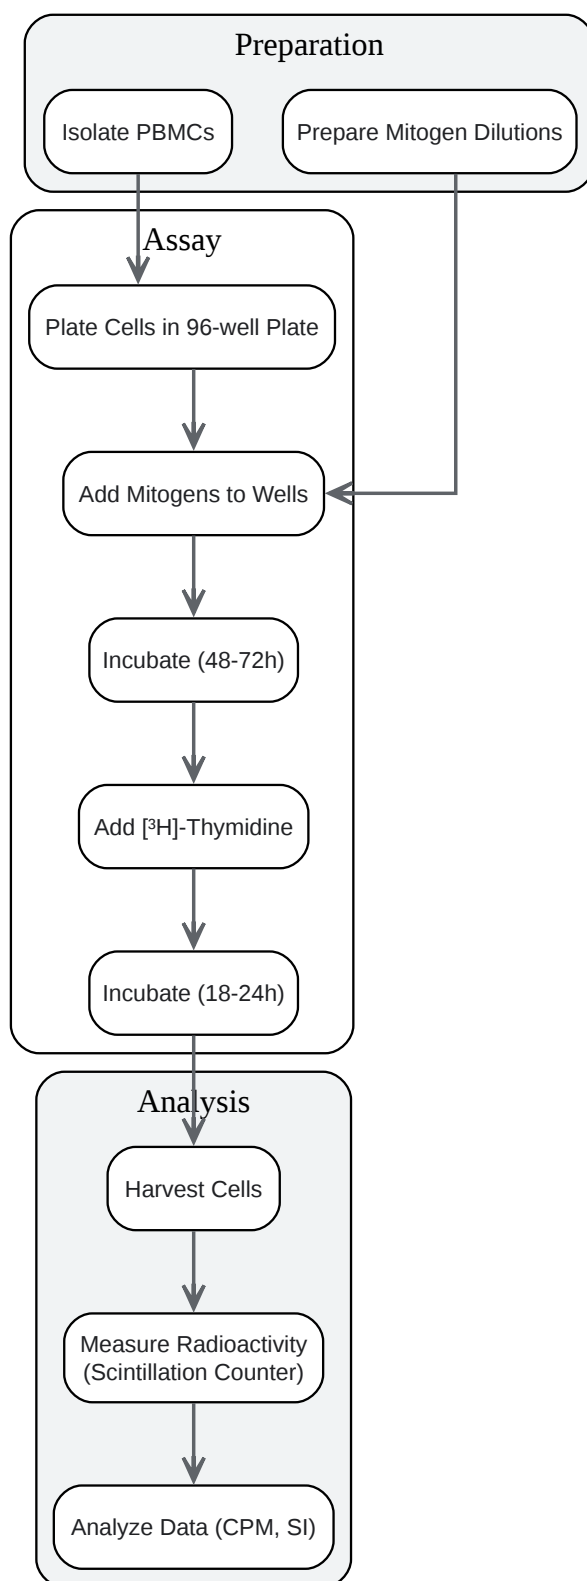 Preparation
Isolate PBMCs
Prepare Mitogen Dilutions
Assay
Plate Cells in 96-well Plate
Add Mitogens to Wells
Incubate (48-72h)
Add [³H]-Thymidine
Incubate (18-24h)
Analysis
Harvest Cells
Measure Radioactivity
(Scintillation Counter)
Analyze Data (CPM, SI)